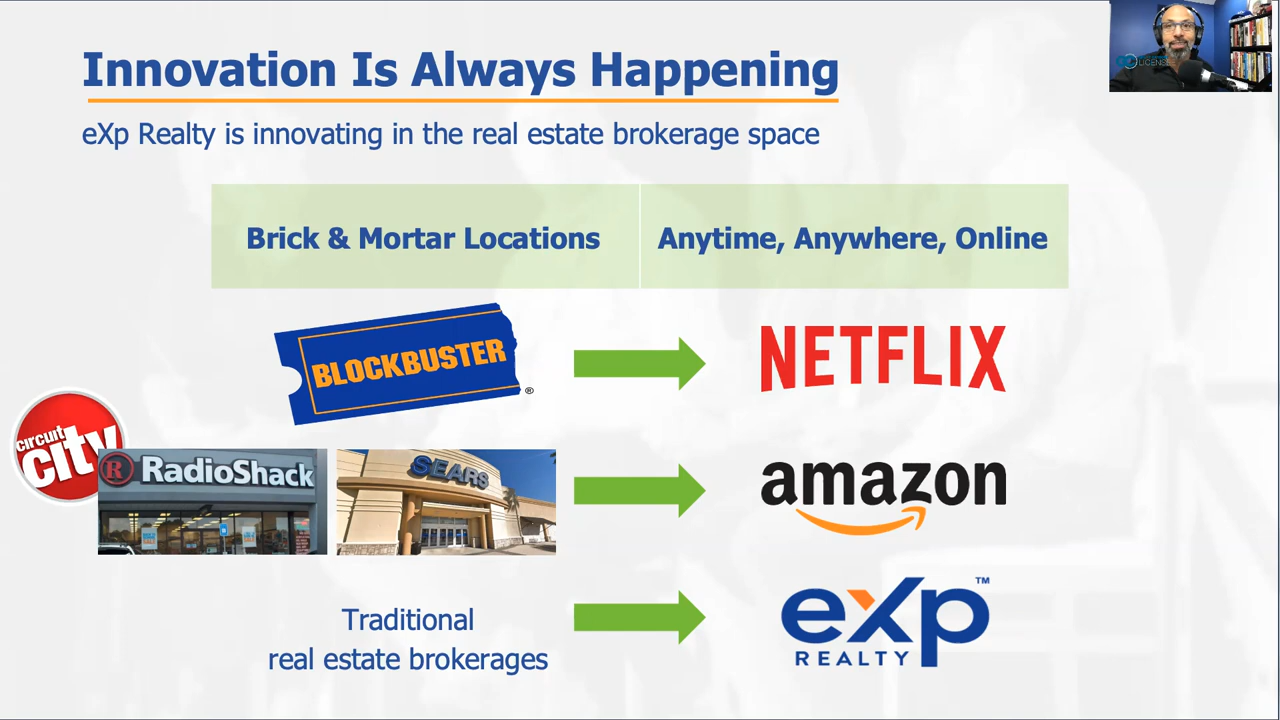 Innovation Is Always Happening
eXp Realty is innovating in the real estate brokerage space
Brick & Mortar Locations
Anytime, Anywhere, Online
BLOCKBUSTER
®
NETFLIX
circuit
city
R RadioShack
SEARS
amazon
Traditional
real estate brokerages
eXp ™
REALTY